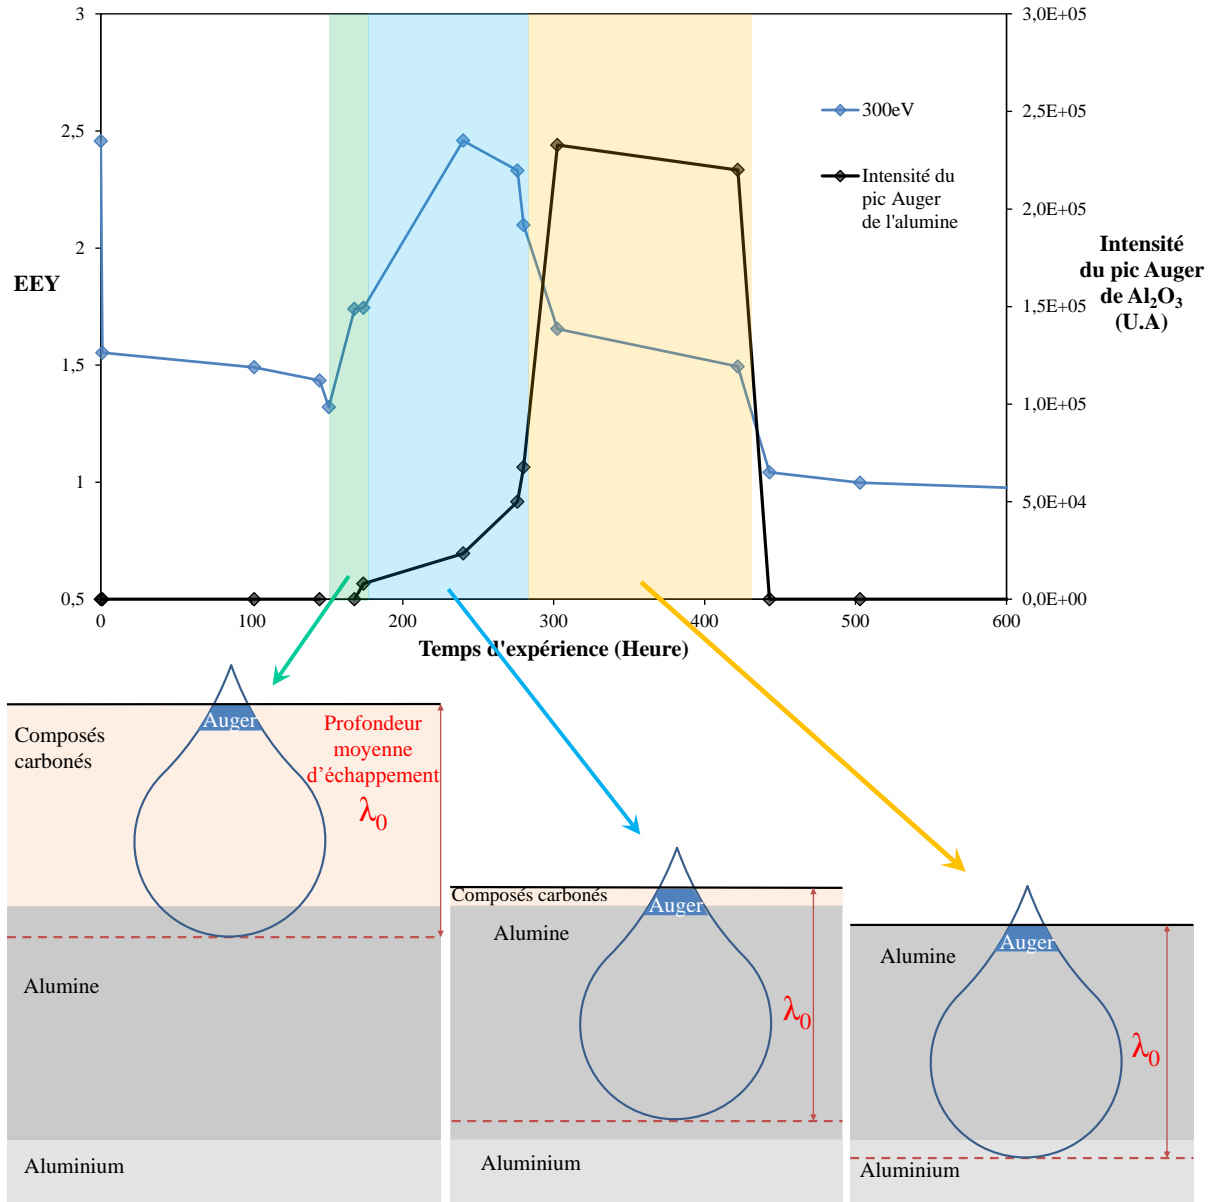 3
2,5
2
1,5
1
0,5
EEY
3,0E+05
2,5E+05
2,0E+05
1,5E+05
1,0E+05
5,0E+04
0,0E+00
Intensité
du pic Auger
de Al₂O₃
(U.A)
300eV
Intensité du
pic Auger
de l'alumine
0
100
200
300
400
500
600
Temps d'expérience (Heure)
Composés
carbonés
Auger
Profondeur
moyenne
d'échappement
λ₀
Alumine
Aluminium
Composés carbonés
Auger
Alumine
λ₀
Aluminium
Auger
Alumine
λ₀
Aluminium